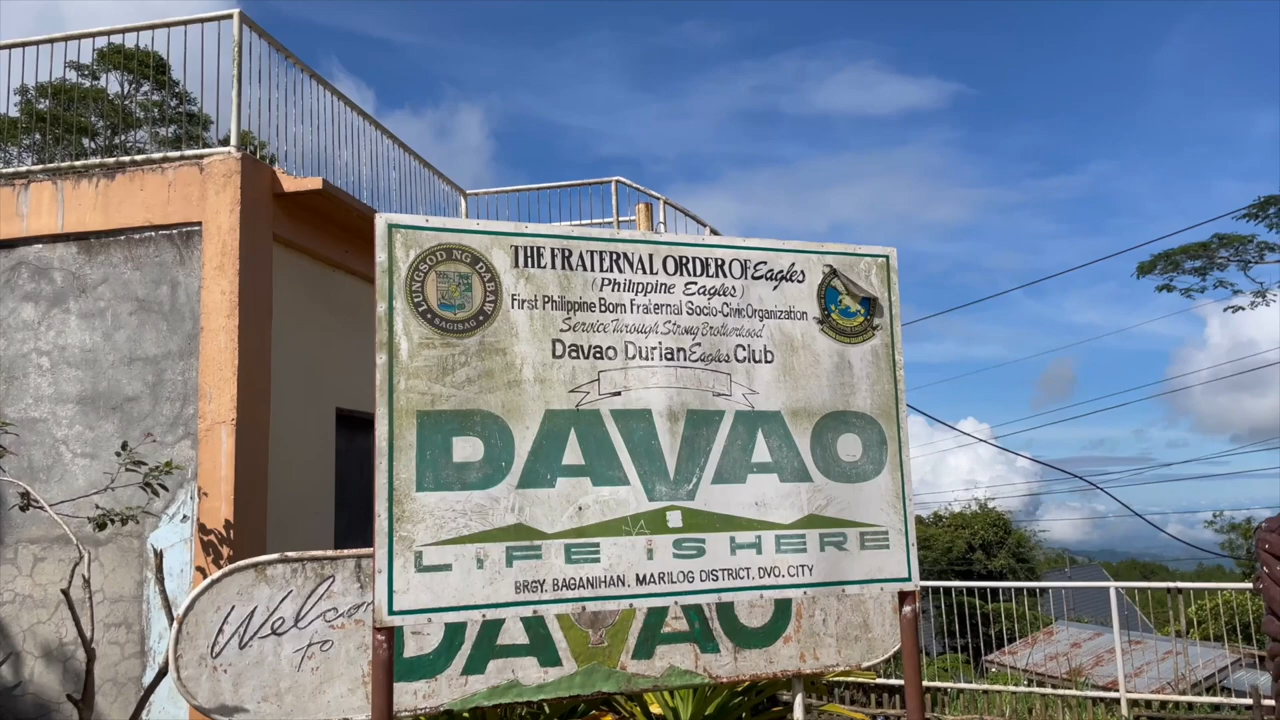 LUNGSOD NG DABAW
SAGISAG
THE FRATERNAL ORDER OF Eagles
(Philippine Eagles)
First Philippine Born Fraternal Socio-Civic Organization
Service Through Strong Brotherhood
Davao Durian Eagles Club
DAVAO
LIFE iS HERE
BRGY. BAGANIHAN, MARILOG DISTRICT, DVO. CITY
Welcom
to
DAVAO